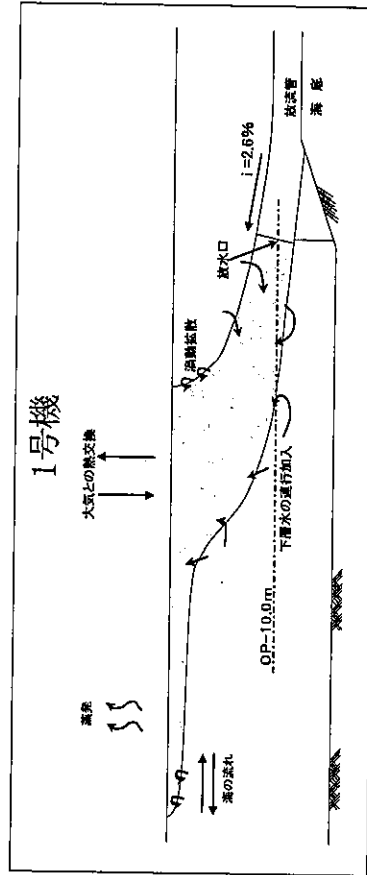 1号機
大気との熱交換
蒸発
渦動拡散
i=2.6%
放水口
放流管
海底
海の流れ
OP-10.0m
下層水の連行加入